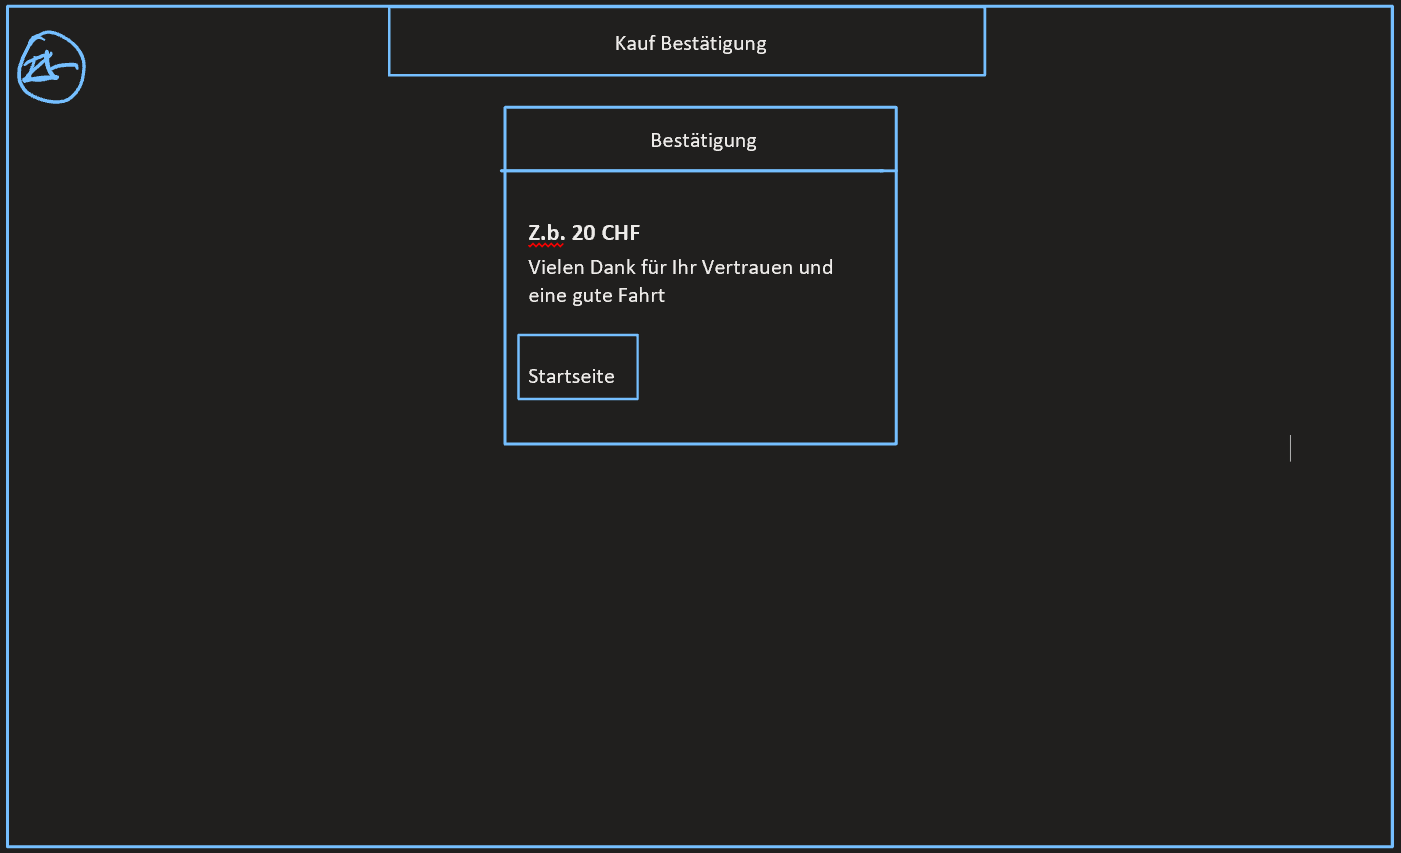 Kauf Bestätigung
Bestätigung
Z.b. 20 CHF
Vielen Dank für Ihr Vertrauen und
eine gute Fahrt
Startseite